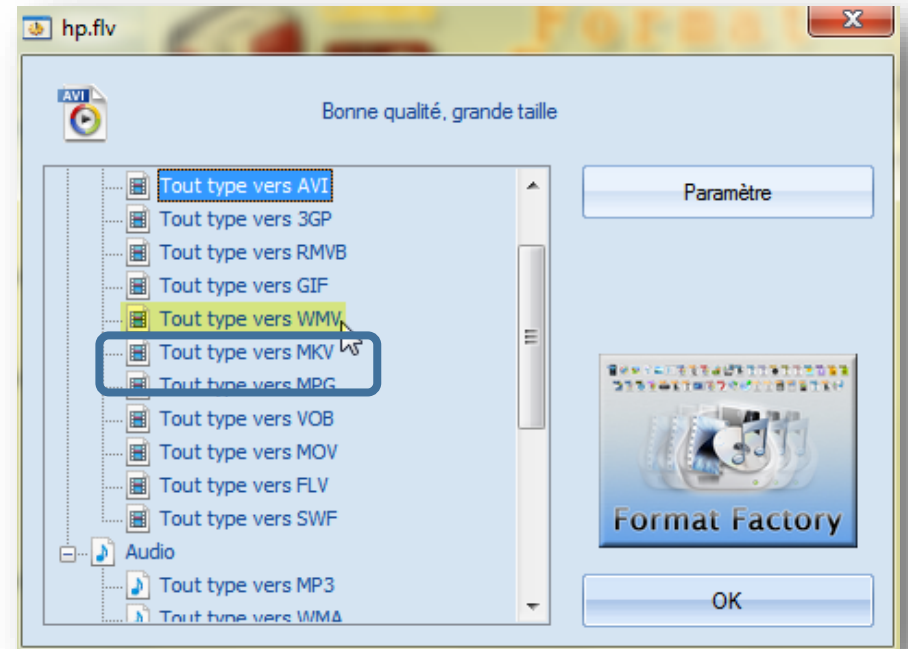 hp.flv
AVI
Bonne qualité, grande taille
Tout type vers AVI
Tout type vers 3GP
Tout type vers RMVB
Tout type vers GIF
Tout type vers WMV
Tout type vers MKV
Tout type vers MPG
Tout type vers VOB
Tout type vers MOV
Tout type vers FLV
Tout type vers SWF
Audio
Tout type vers MP3
Tout type vers WMA
Paramètre
Format Factory
OK